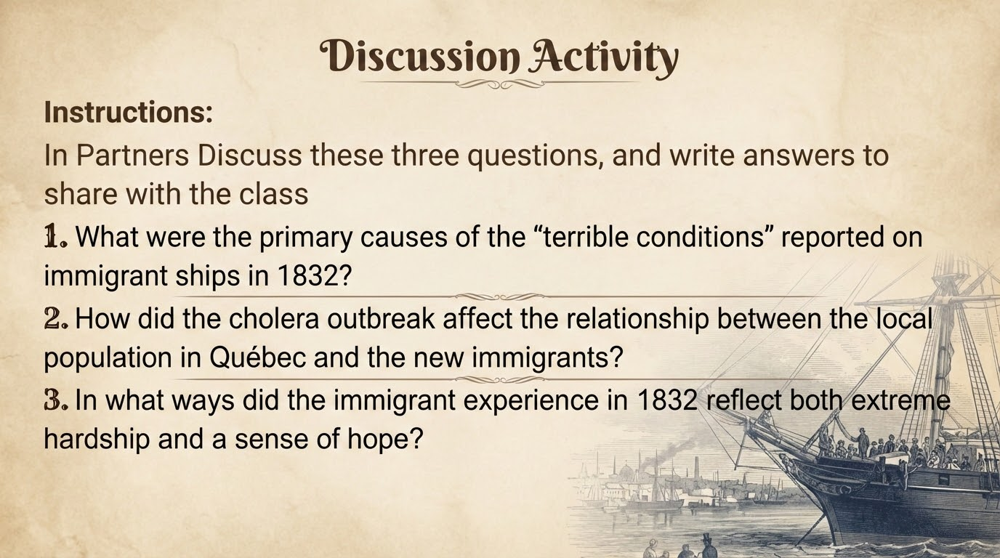 Discussion Activity
Instructions:
In Partners Discuss these three questions, and write answers to
share with the class
1. What were the primary causes of the “terrible conditions” reported on
immigrant ships in 1832?
2. How did the cholera outbreak affect the relationship between the local
population in Québec and the new immigrants?
3. In what ways did the immigrant experience in 1832 reflect both extreme
hardship and a sense of hope?